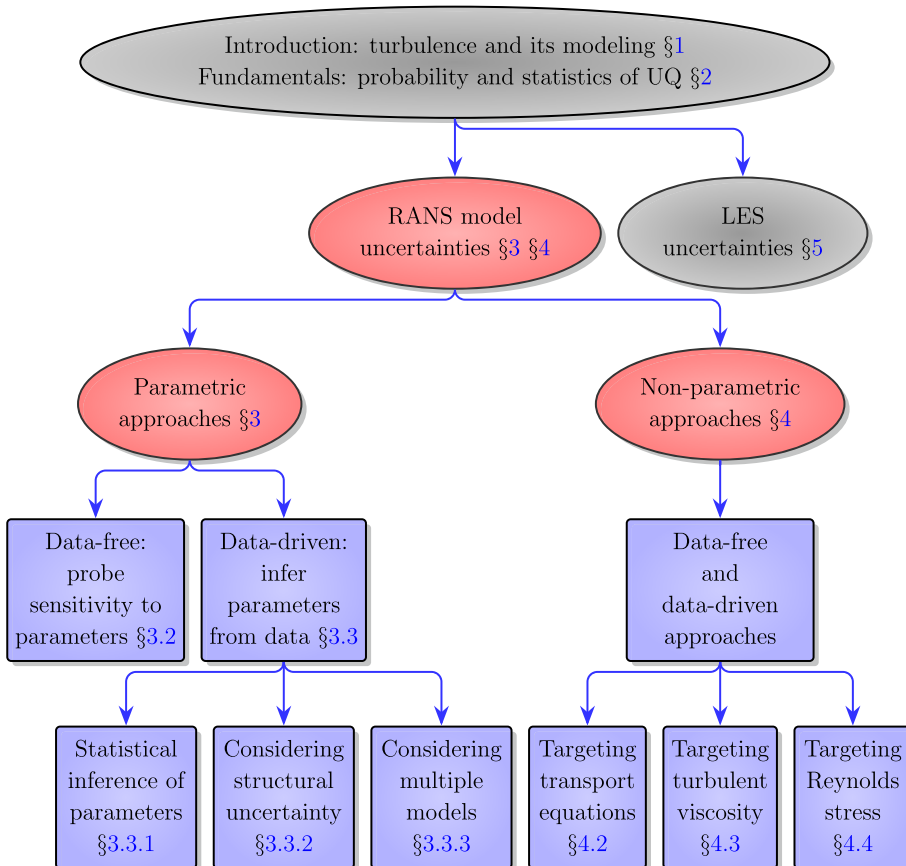 Introduction: turbulence and its modeling §1
Fundamentals: probability and statistics of UQ §2
RANS model
uncertainties §3 §4
LES
uncertainties §5
Parametric
approaches §3
Non-parametric
approaches §4
Data-free:
probe
sensitivity to
parameters §3.2
Data-driven:
infer
parameters
from data §3.3
Data-free
and
data-driven
approaches
Statistical
inference of
parameters
§3.3.1
Considering
structural
uncertainty
§3.3.2
Considering
multiple
models
§3.3.3
Targeting
transport
equations
§4.2
Targeting
turbulent
viscosity
§4.3
Targeting
Reynolds
stress
§4.4